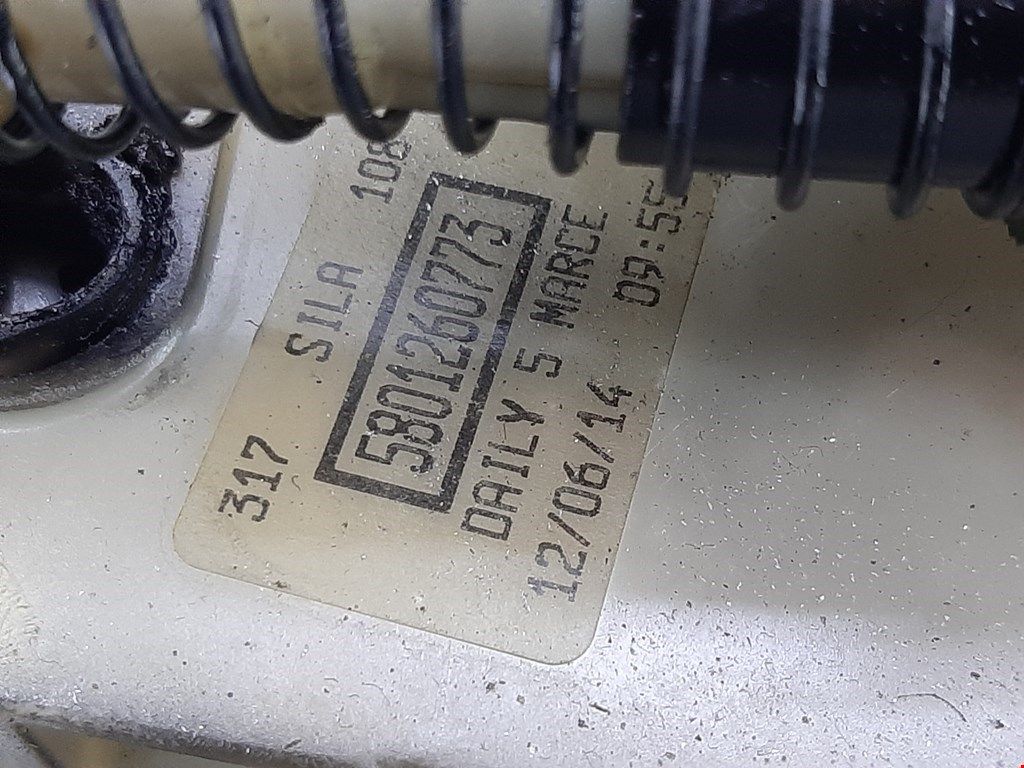 317 SILA 108
5801260773
DAILY 5 MARCE
12/06/14 09:55